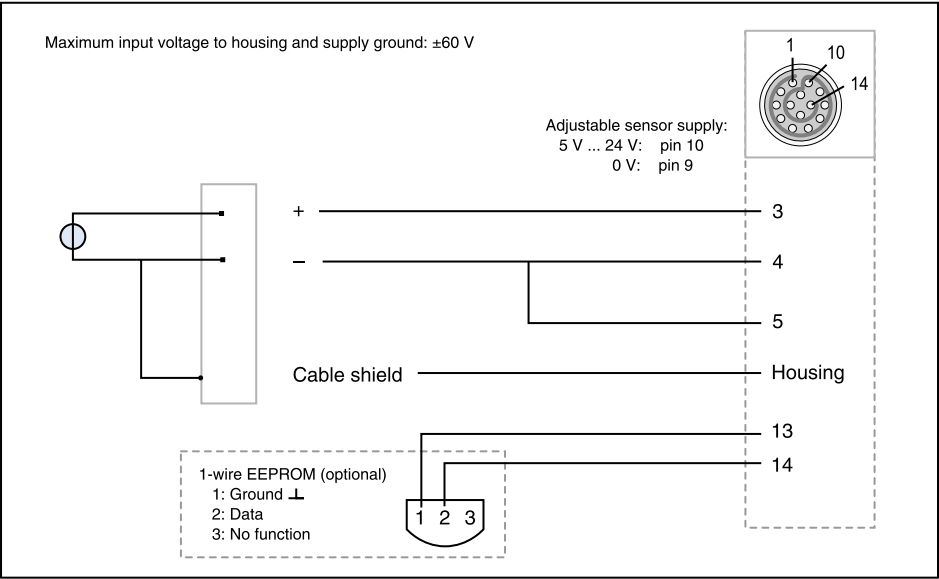 Maximum input voltage to housing and supply ground: ±60 V
1
10
14
Adjustable sensor supply:
5 V ... 24 V: pin 10
0 V: pin 9
+
3
–
4
5
Cable shield
Housing
13
14
1-wire EEPROM (optional)
1: Ground ⊥
2: Data
3: No function
1 2 3